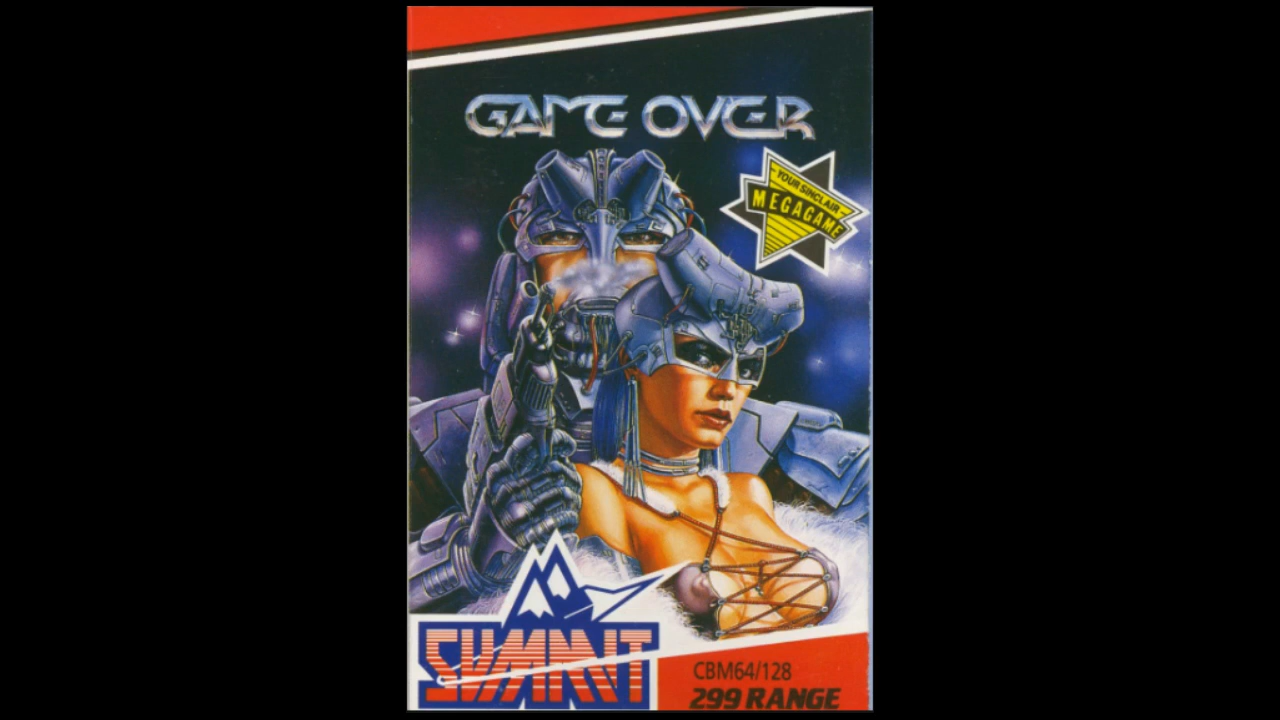 GAME OVER
YOUR SINCLAIR
MEGAGAME
SUMMIT
CBM64/128
299 RANGE